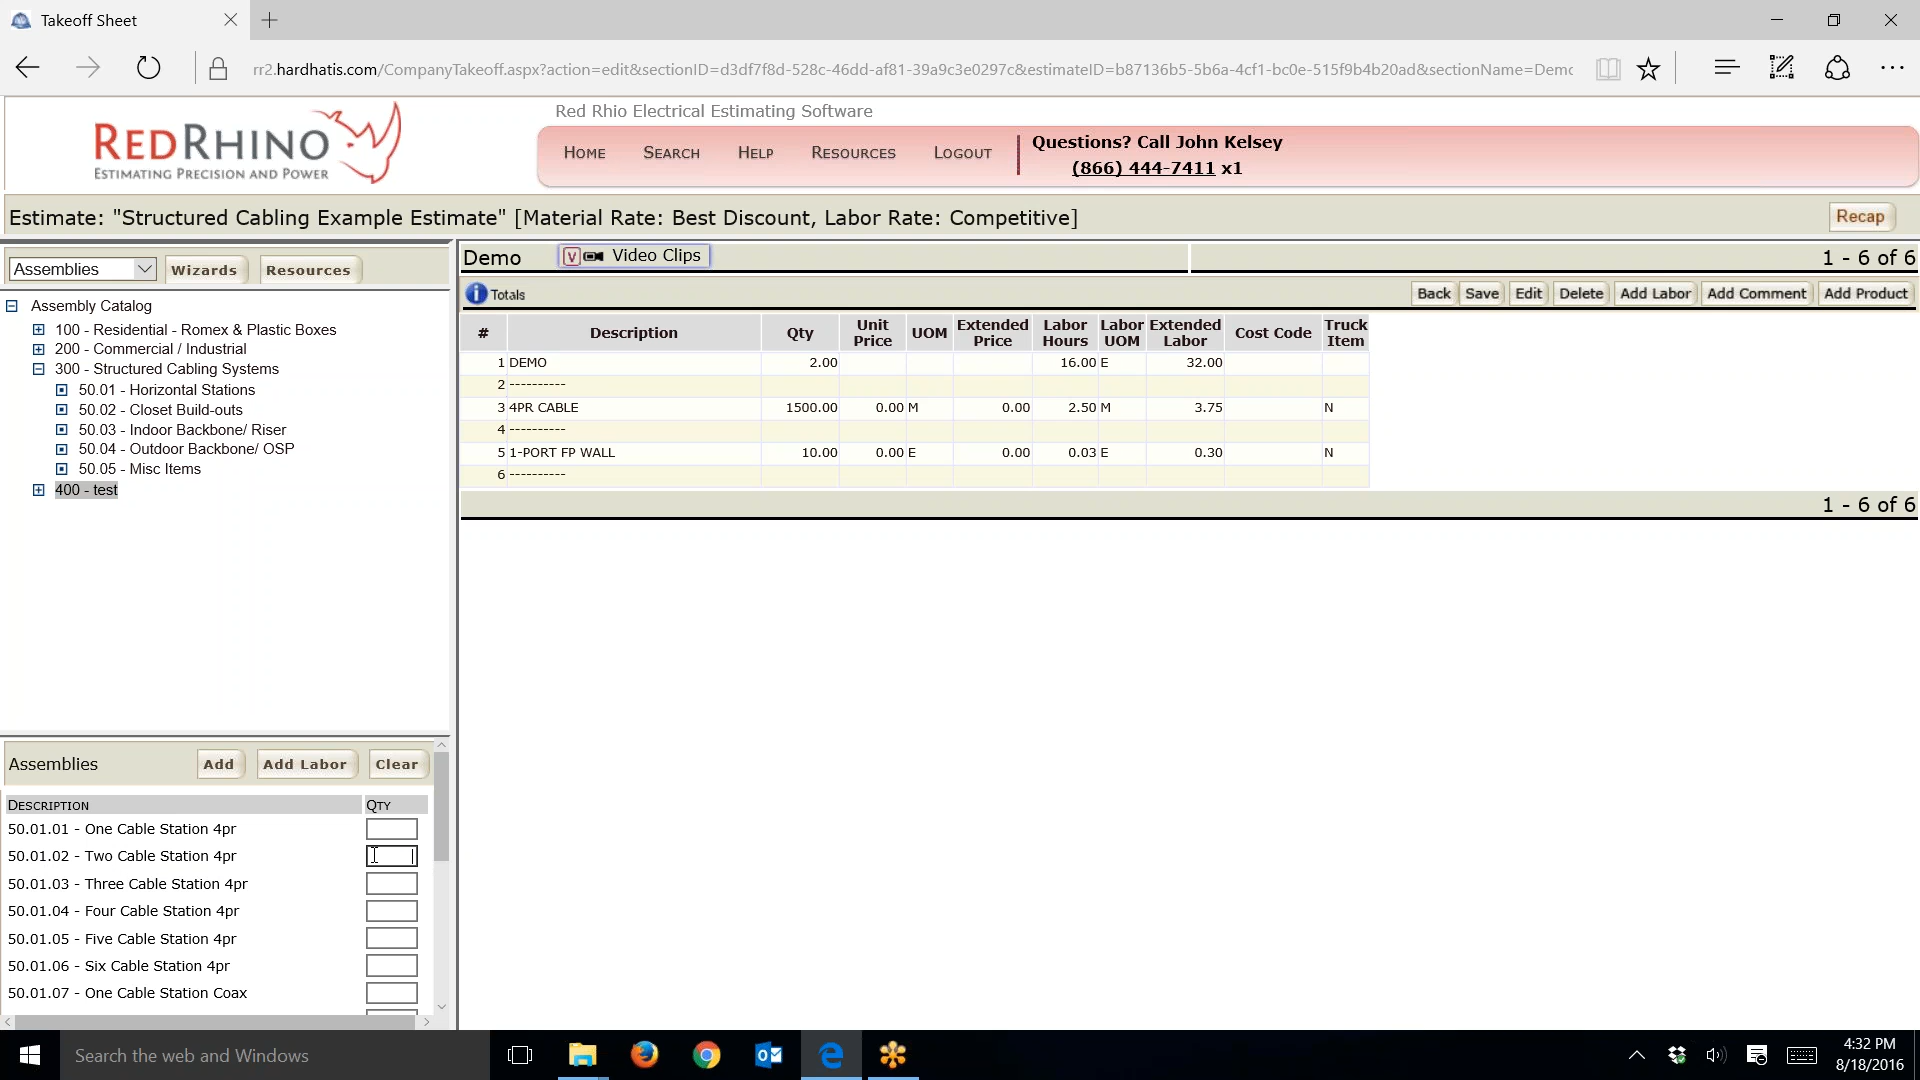 Takeoff Sheet
rr2.hardhatis.com/CompanyTakeoff.aspx?action=edit&sectionID=d3df7f8d-528c-46dd-af81-39a9c3e0297c&estimateID=b87136b5-5b6a-4cf1-bc0e-515f9b4b20ad&sectionName=Demo
Red Rhio Electrical Estimating Software
REDRHINO
ESTIMATING PRECISION AND POWER
HOME SEARCH HELP RESOURCES LOGOUT
Questions? Call John Kelsey
(866) 444-7411 x1
Estimate: "Structured Cabling Example Estimate" [Material Rate: Best Discount, Labor Rate: Competitive]
Recap
Assemblies Wizards Resources
Assembly Catalog
100 - Residential - Romex & Plastic Boxes
200 - Commercial / Industrial
300 - Structured Cabling Systems
50.01 - Horizontal Stations
50.02 - Closet Build-outs
50.03 - Indoor Backbone/ Riser
50.04 - Outdoor Backbone/ OSP
50.05 - Misc Items
400 - test
Demo V Video Clips 1 - 6 of 6
i Totals Back Save Edit Delete Add Labor Add Comment Add Product
# Description Qty Unit Price UOM Extended Price Labor Hours Labor UOM Extended Labor Cost Code Truck Item
1 DEMO 2.00 16.00 E 32.00
2 ----------
3 4PR CABLE 1500.00 0.00 M 0.00 2.50 M 3.75 N
4 ----------
5 1-PORT FP WALL 10.00 0.00 E 0.00 0.03 E 0.30 N
6 ----------
1 - 6 of 6
Assemblies Add Add Labor Clear
DESCRIPTION QTY
50.01.01 - One Cable Station 4pr
50.01.02 - Two Cable Station 4pr
50.01.03 - Three Cable Station 4pr
50.01.04 - Four Cable Station 4pr
50.01.05 - Five Cable Station 4pr
50.01.06 - Six Cable Station 4pr
50.01.07 - One Cable Station Coax
Search the web and Windows
4:32 PM
8/18/2016